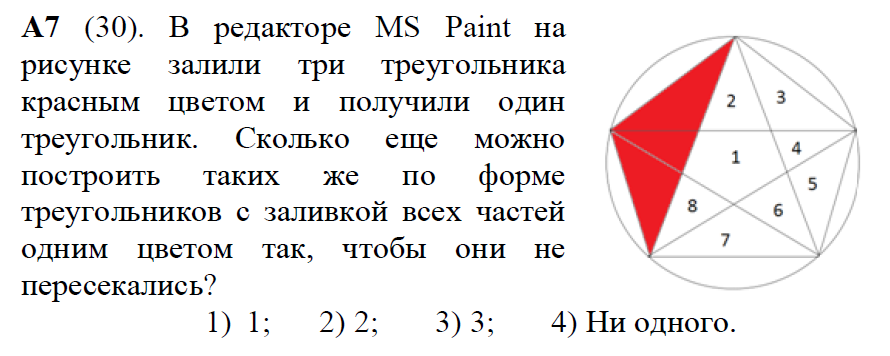 А7 (30). В редакторе MS Paint на
рисунке залили три треугольника
красным цветом и получили один
треугольник. Сколько еще можно
построить таких же по форме
треугольников с заливкой всех частей
одним цветом так, чтобы они не
пересекались?
1) 1; 2) 2; 3) 3; 4) Ни одного.
2 3
1 4
5
8 6
7